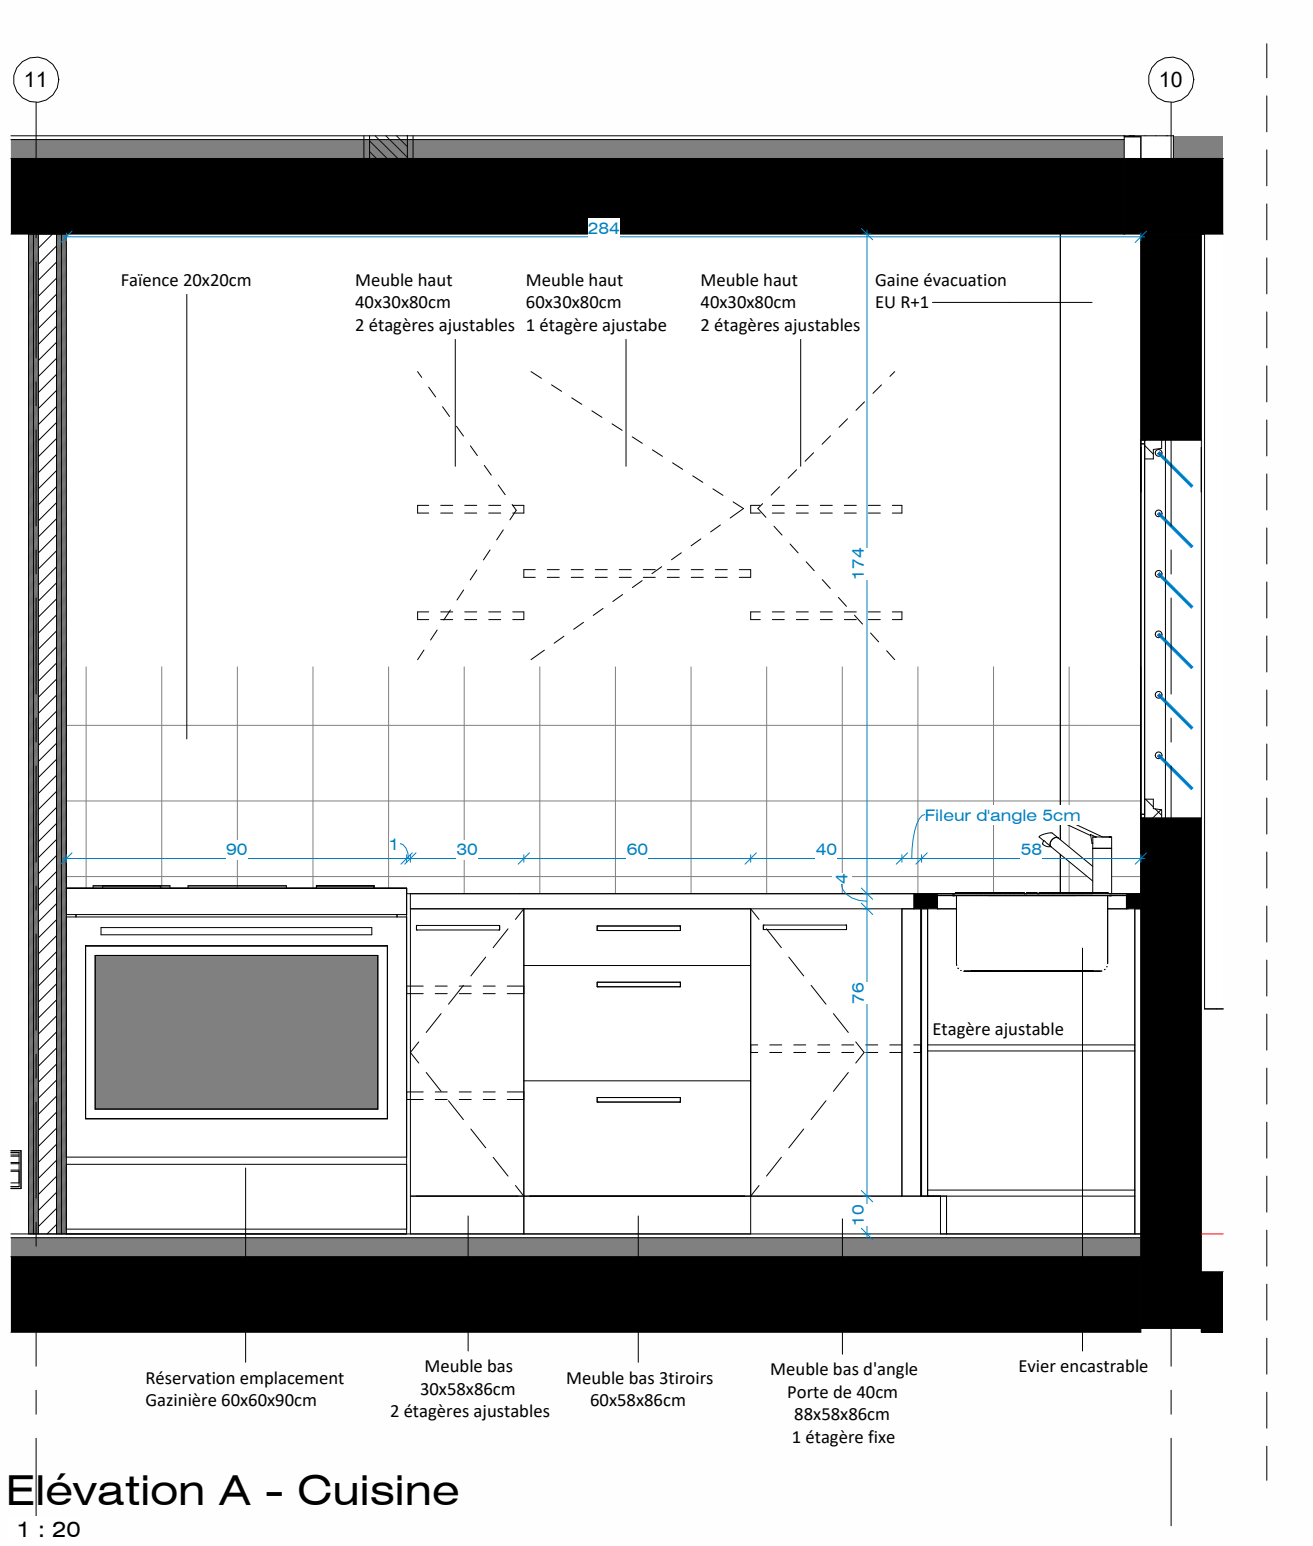 11
10
284
Faïence 20x20cm
Meuble haut
40x30x80cm
2 étagères ajustables
Meuble haut
60x30x80cm
1 étagère ajustabe
Meuble haut
40x30x80cm
2 étagères ajustables
Gaine évacuation
EU R+1
174
Fileur d'angle 5cm
90
1
30
60
40
58
4
76
Etagère ajustable
10
Réservation emplacement
Gazinière 60x60x90cm
Meuble bas
30x58x86cm
2 étagères ajustables
Meuble bas 3tiroirs
60x58x86cm
Meuble bas d'angle
Porte de 40cm
88x58x86cm
1 étagère fixe
Evier encastrable
Elévation A - Cuisine
1 : 20